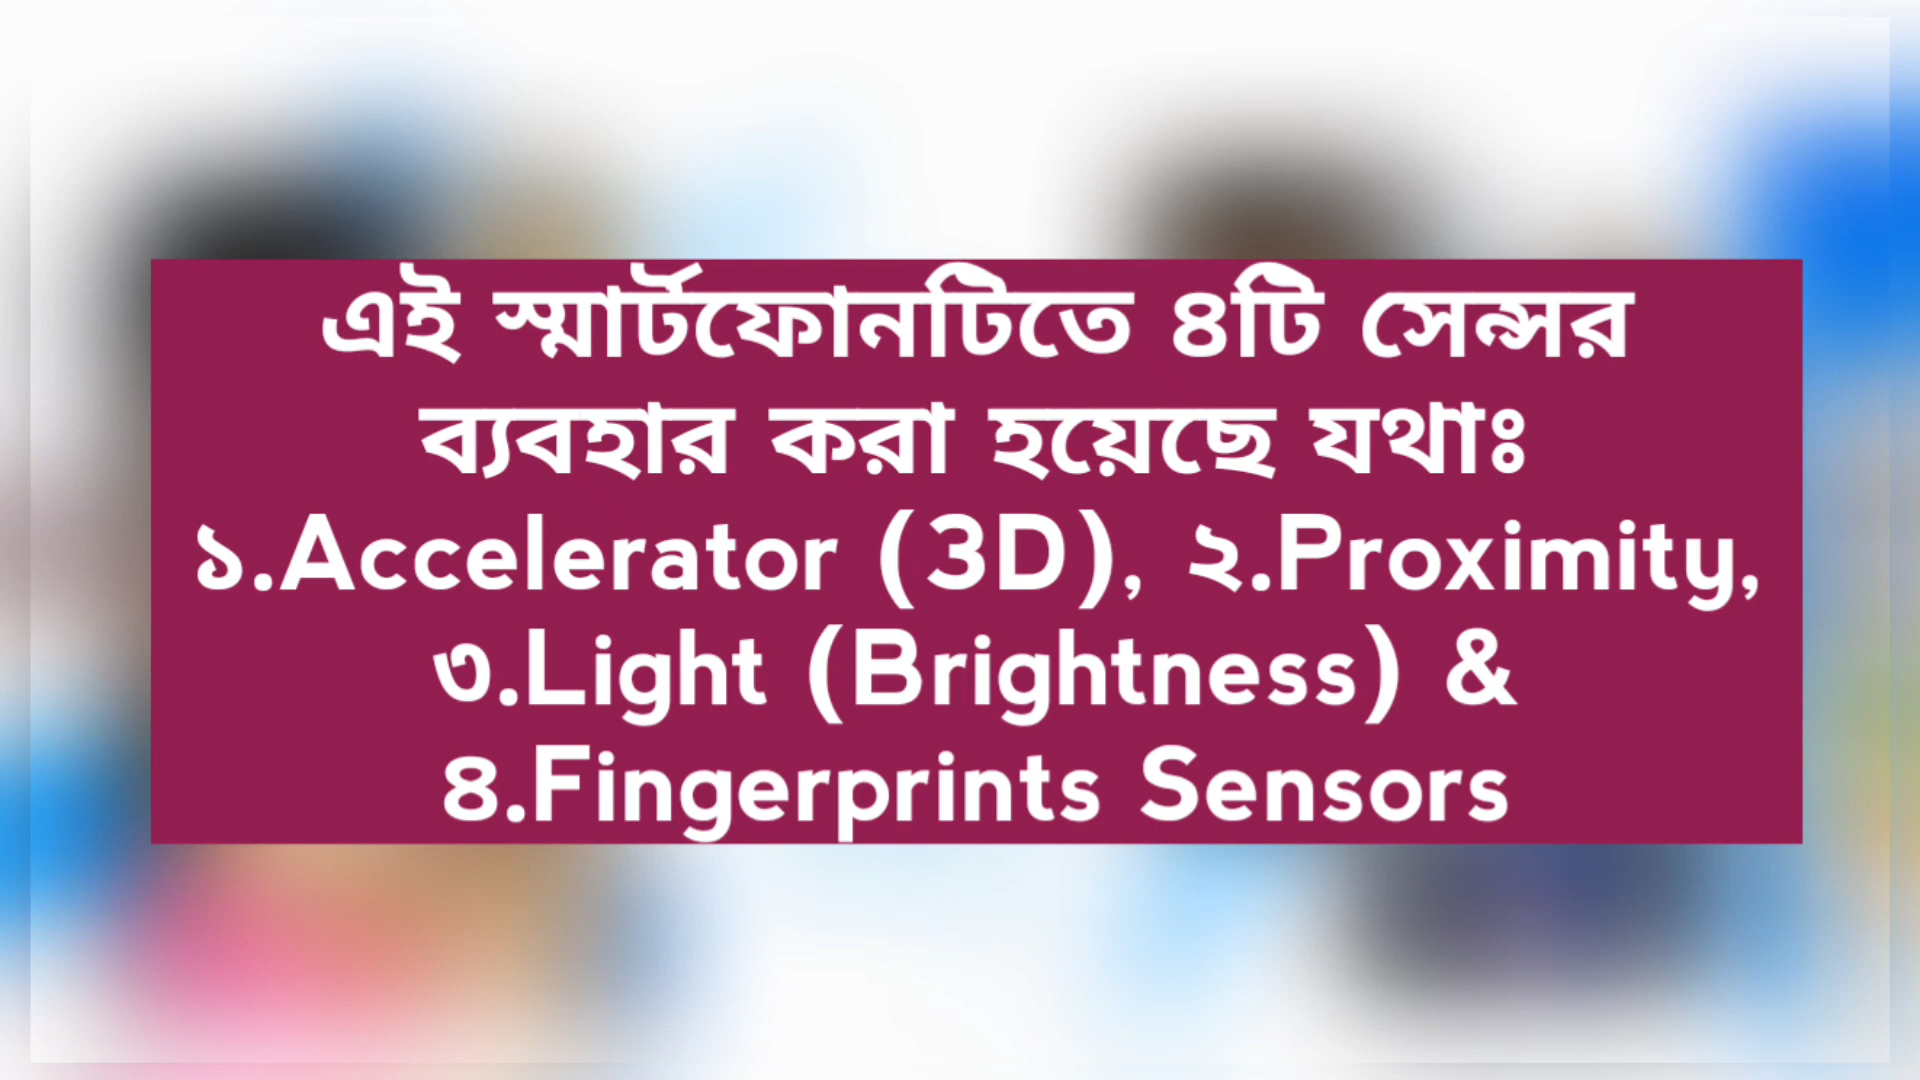 এই স্মার্টফোনটিতে ৪টি সেন্সর
ব্যবহার করা হয়েছে যথাঃ
১.Accelerator (3D), ২.Proximity,
৩.Light (Brightness) &
৪.Fingerprints Sensors